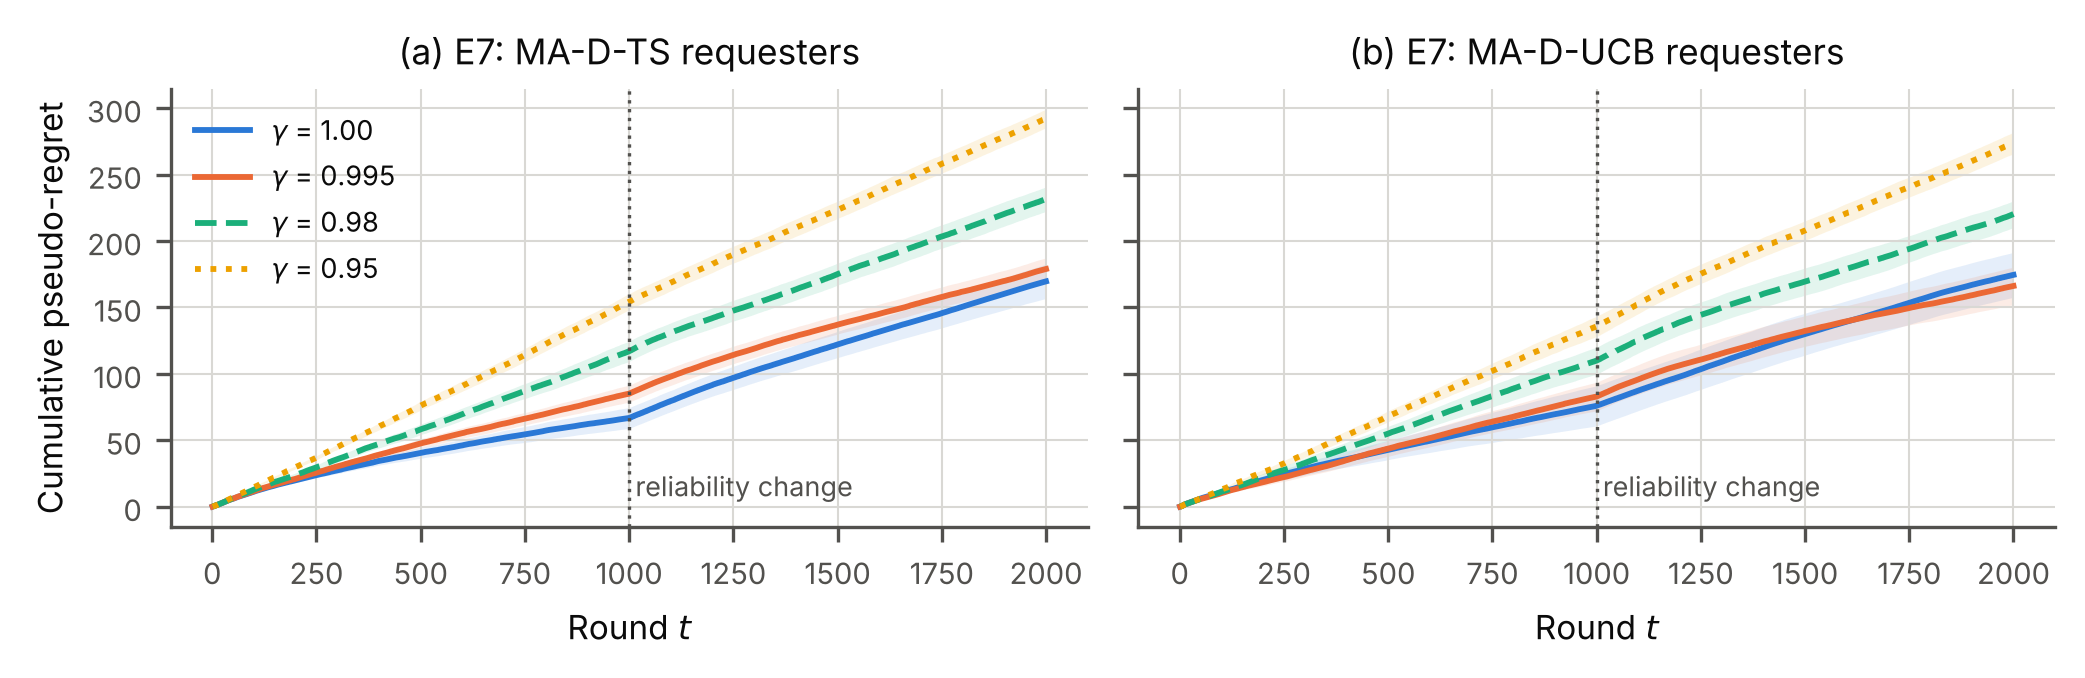 (a) E7: MA-D-TS requesters
Cumulative pseudo-regret
300
250
200
150
100
50
0
γ = 1.00
γ = 0.995
γ = 0.98
γ = 0.95
reliability change
0 250 500 750 1000 1250 1500 1750 2000
Round t
(b) E7: MA-D-UCB requesters
reliability change
0 250 500 750 1000 1250 1500 1750 2000
Round t